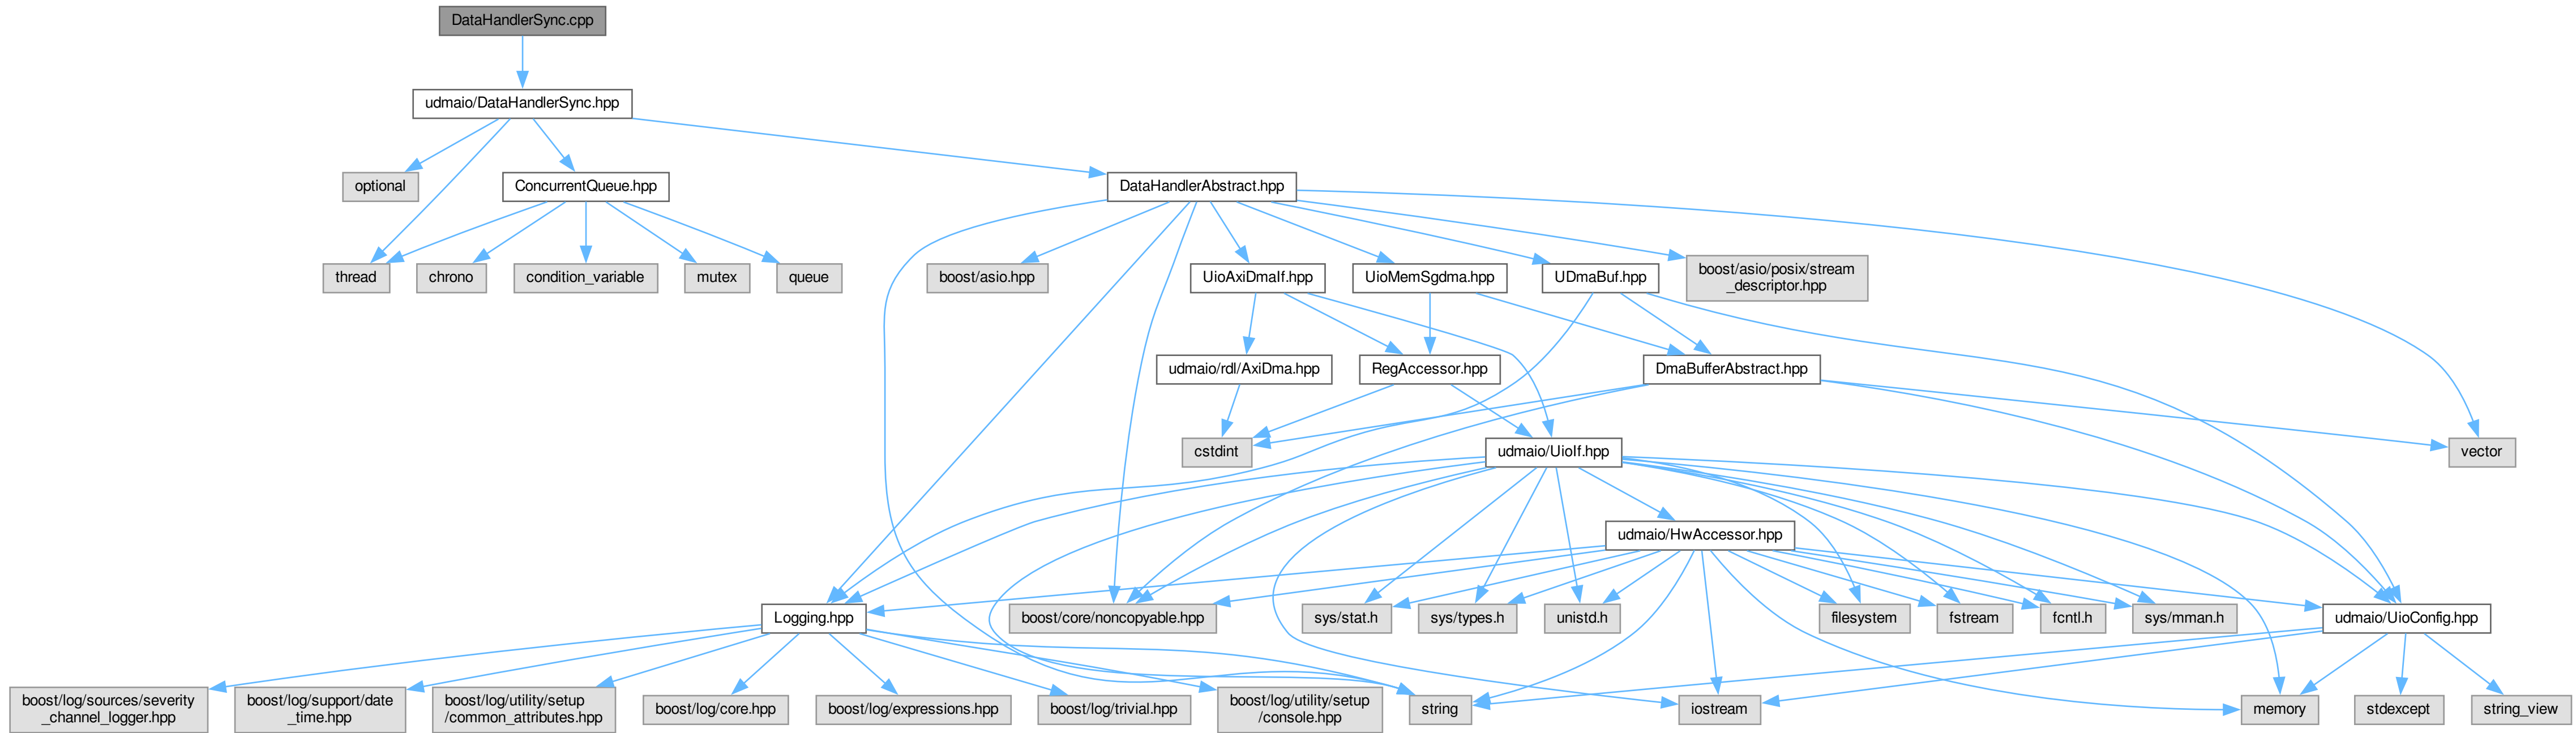 DataHandlerSync.cpp
udmaio/DataHandlerSync.hpp
optional
ConcurrentQueue.hpp
DataHandlerAbstract.hpp
thread
chrono
condition_variable
mutex
queue
boost/asio.hpp
UioAxiDmaIf.hpp
UioMemSgdma.hpp
UDmaBuf.hpp
boost/asio/posix/stream
_descriptor.hpp
udmaio/rdl/AxiDma.hpp
RegAccessor.hpp
DmaBufferAbstract.hpp
cstdint
udmaio/UioIf.hpp
vector
udmaio/HwAccessor.hpp
Logging.hpp
boost/core/noncopyable.hpp
sys/stat.h
sys/types.h
unistd.h
filesystem
fstream
fcntl.h
sys/mman.h
udmaio/UioConfig.hpp
boost/log/sources/severity
_channel_logger.hpp
boost/log/support/date
_time.hpp
boost/log/utility/setup
/common_attributes.hpp
boost/log/core.hpp
boost/log/expressions.hpp
boost/log/trivial.hpp
boost/log/utility/setup
/console.hpp
string
iostream
memory
stdexcept
string_view